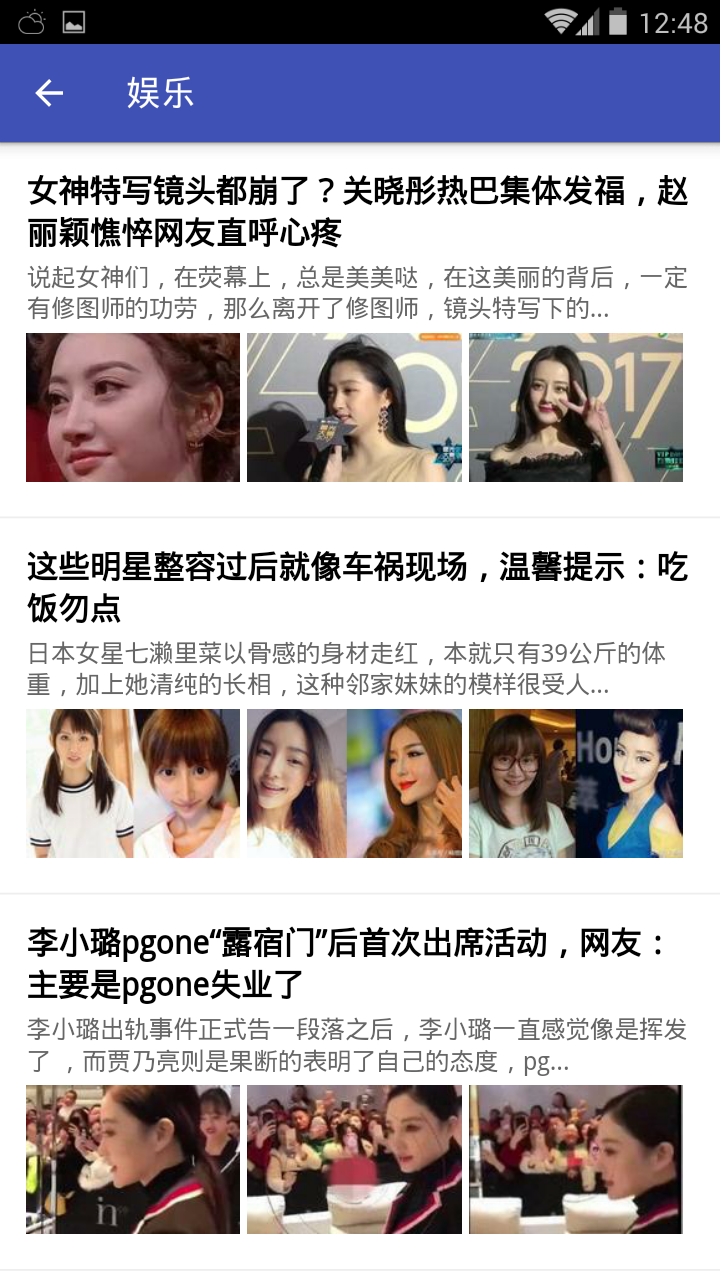 12:48
娱乐
女神特写镜头都崩了？关晓彤热巴集体发福，赵
丽颖憔悴网友直呼心疼
说起女神们，在荧幕上，总是美美哒，在这美丽的背后，一定
有修图师的功劳，那么离开了修图师，镜头特写下的...
2017
这些明星整容过后就像车祸现场，温馨提示：吃
饭勿点
日本女星七濑里菜以骨感的身材走红，本就只有39公斤的体
重，加上她清纯的长相，这种邻家妹妹的模样很受人...
Ho
李小璐pgone“露宿门”后首次出席活动，网友：
主要是pgone失业了
李小璐出轨事件正式告一段落之后，李小璐一直感觉像是挥发
了 ，而贾乃亮则是果断的表明了自己的态度，pg...
in